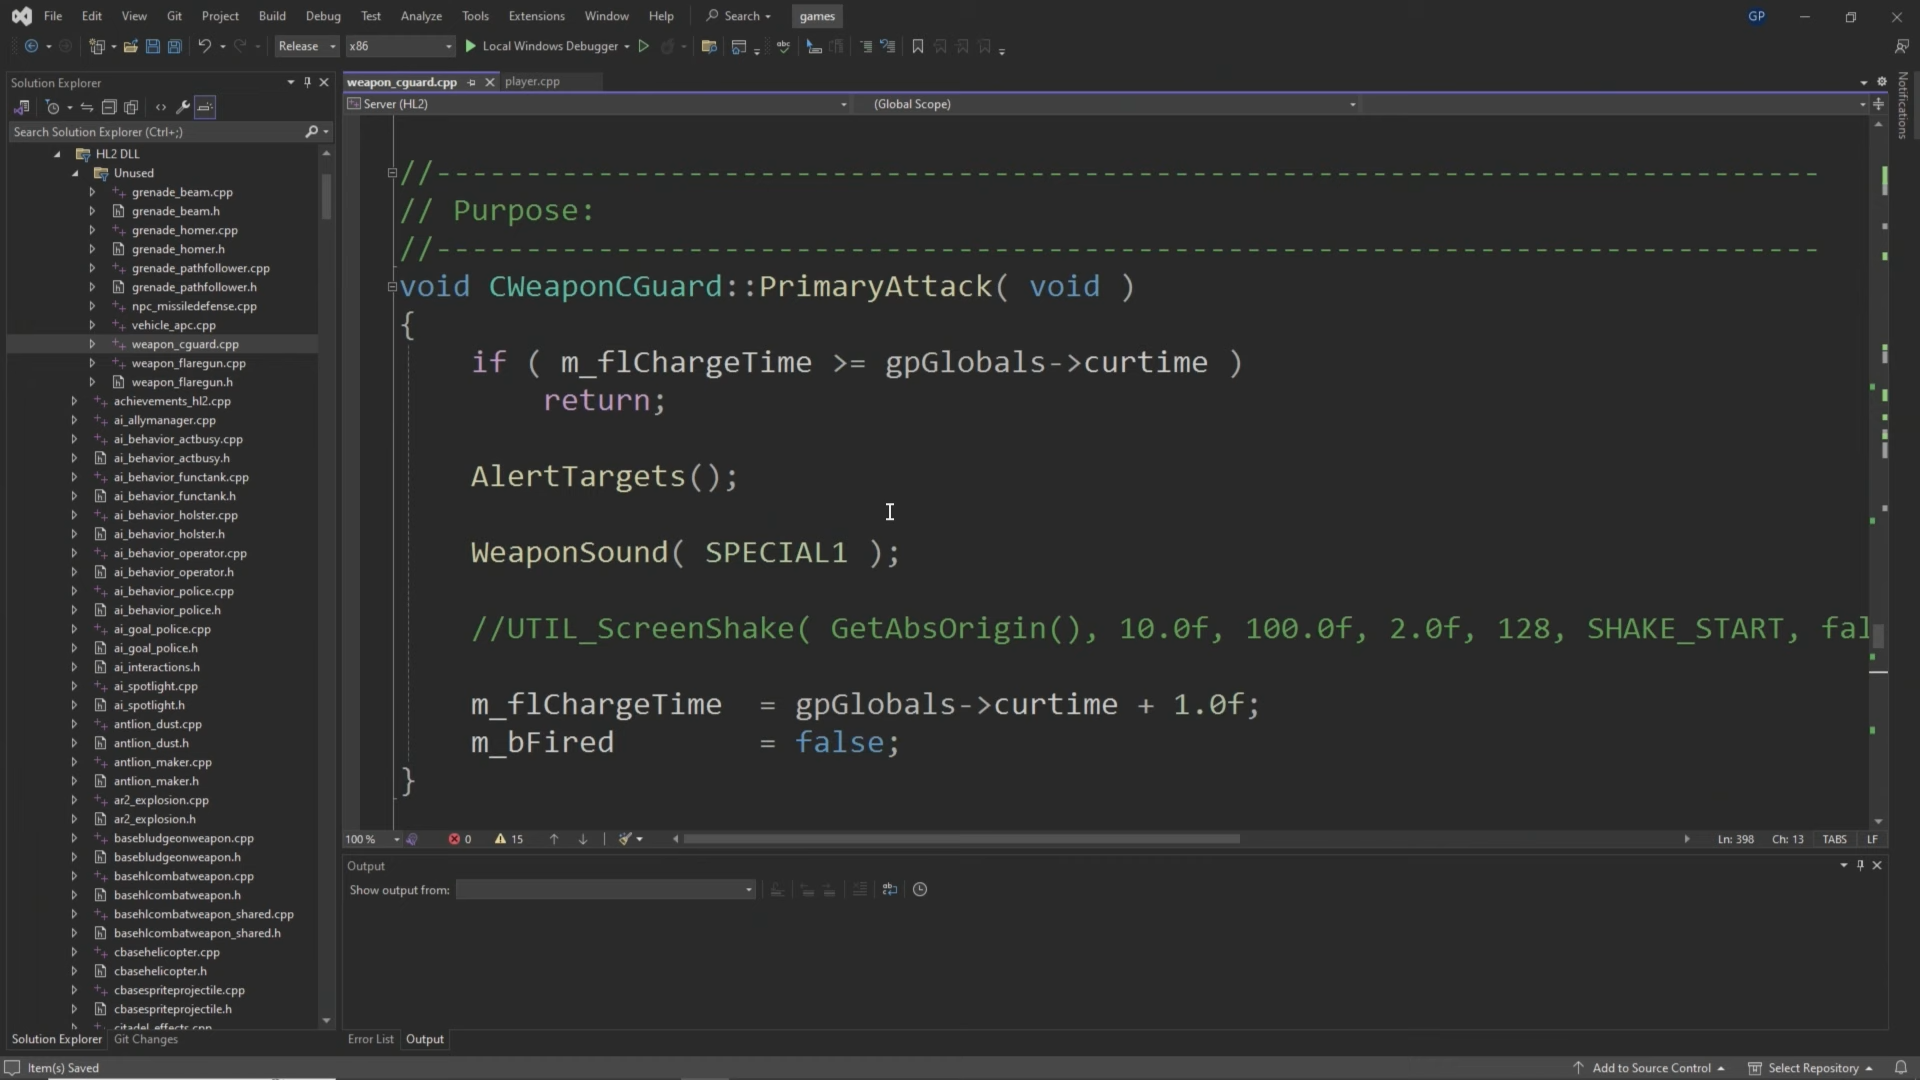 File Edit View Git Project Build Debug Test Analyze Tools Extensions Window Help Search games GP
Release x86 Local Windows Debugger
Solution Explorer
Search Solution Explorer (Ctrl+;)
HL2 DLL
Unused
grenade_beam.cpp
grenade_beam.h
grenade_homer.cpp
grenade_homer.h
grenade_pathfollower.cpp
grenade_pathfollower.h
npc_missiledefense.cpp
vehicle_apc.cpp
weapon_cguard.cpp
weapon_flaregun.cpp
weapon_flaregun.h
achievements_hl2.cpp
ai_allymanager.cpp
ai_behavior_actbusy.cpp
ai_behavior_actbusy.h
ai_behavior_functank.cpp
ai_behavior_functank.h
ai_behavior_holster.cpp
ai_behavior_holster.h
ai_behavior_operator.cpp
ai_behavior_operator.h
ai_behavior_police.cpp
ai_behavior_police.h
ai_goal_police.cpp
ai_goal_police.h
ai_interactions.h
ai_spotlight.cpp
ai_spotlight.h
antlion_dust.cpp
antlion_dust.h
antlion_maker.cpp
antlion_maker.h
ar2_explosion.cpp
ar2_explosion.h
basebludgeonweapon.cpp
basebludgeonweapon.h
basehlcombatweapon.cpp
basehlcombatweapon.h
basehlcombatweapon_shared.cpp
basehlcombatweapon_shared.h
cbasehelicopter.cpp
cbasehelicopter.h
cbasespriteprojectile.cpp
cbasespriteprojectile.h
citadel_effects.cpp
Solution Explorer Git Changes
weapon_cguard.cpp player.cpp
Server (HL2) (Global Scope)
//-----------------------------------------------------------------------------
// Purpose:
//-----------------------------------------------------------------------------
void CWeaponCGuard::PrimaryAttack( void )
{
if ( m_flChargeTime >= gpGlobals->curtime )
return;
AlertTargets();
WeaponSound( SPECIAL1 );
//UTIL_ScreenShake( GetAbsOrigin(), 10.0f, 100.0f, 2.0f, 128, SHAKE_START, fal
m_flChargeTime = gpGlobals->curtime + 1.0f;
m_bFired = false;
}
100 % 0 15 Ln: 398 Ch: 13 TABS LF
Output
Show output from:
Error List Output
Notifications
Item(s) Saved Add to Source Control Select Repository